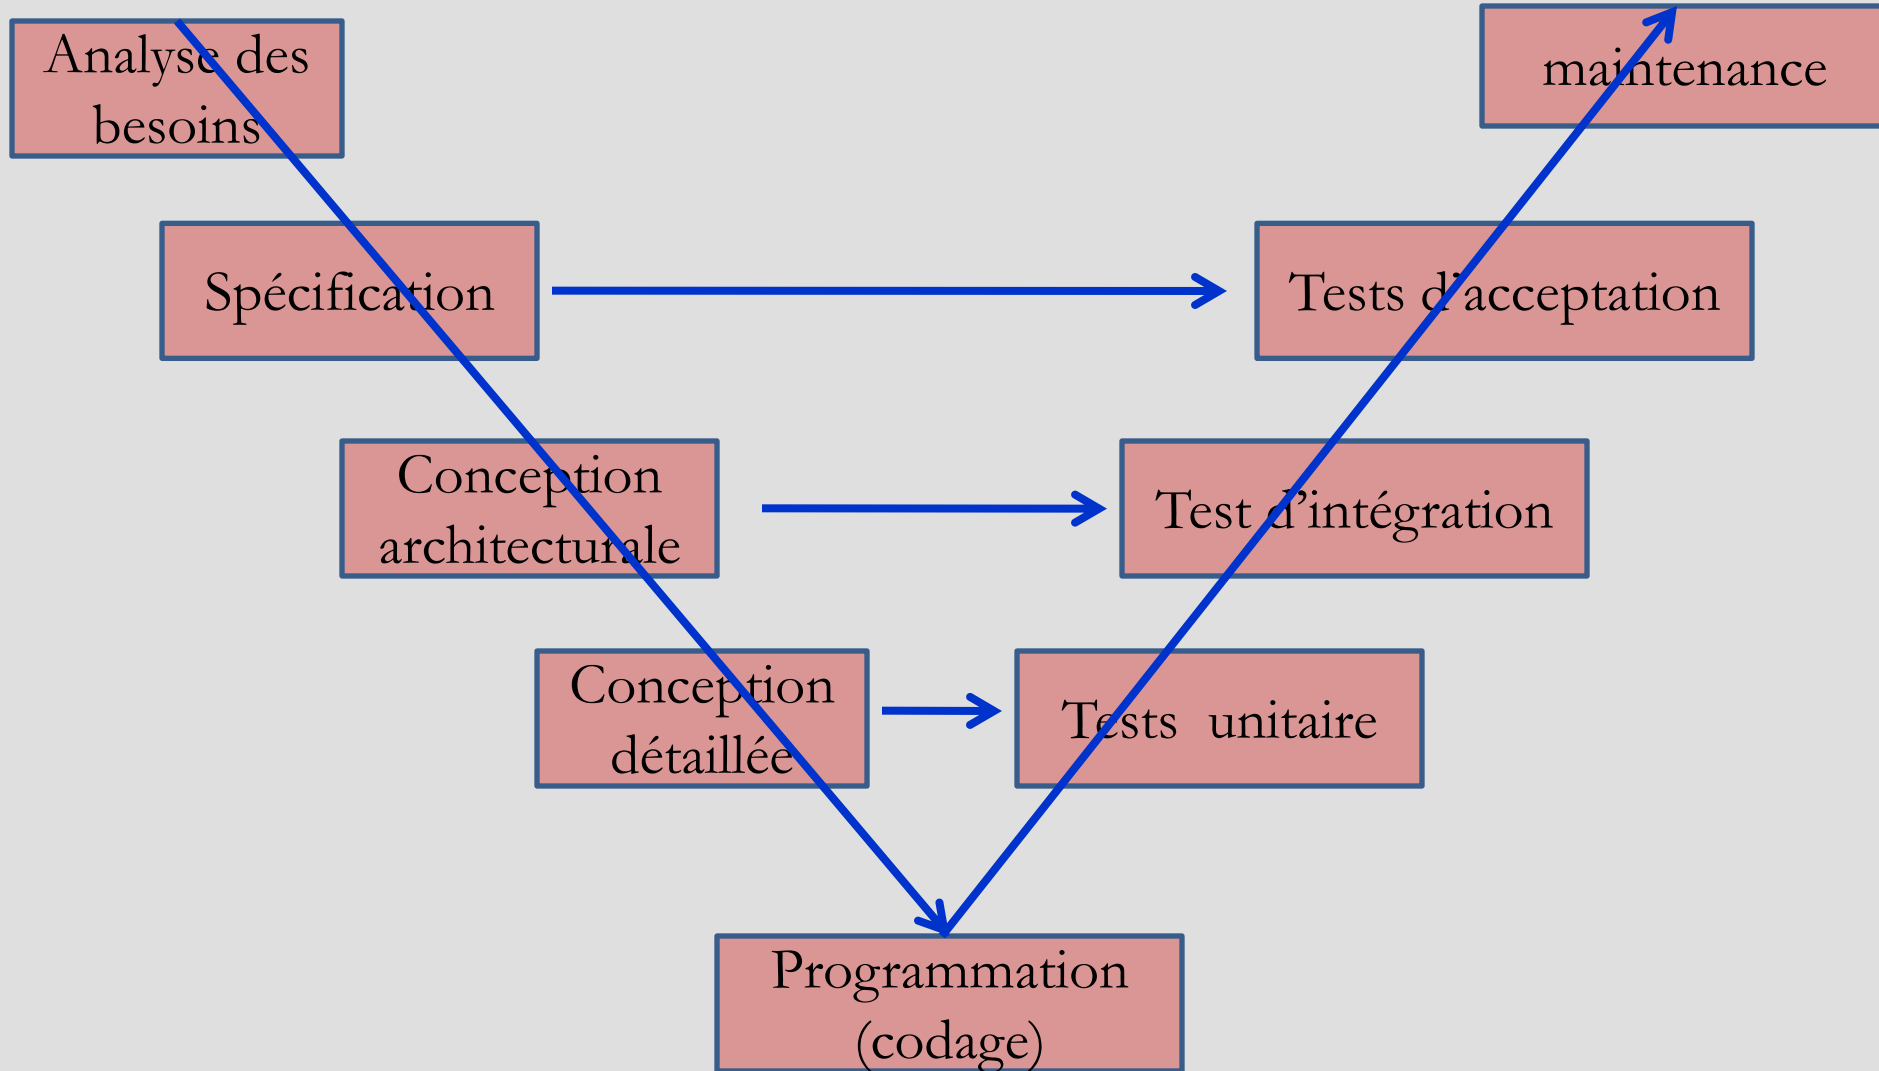 Analyse des
besoins
maintenance
Spécification
Tests d’acceptation
Conception
architecturale
Test d’intégration
Conception
détaillée
Tests  unitaire
Programmation
(codage)